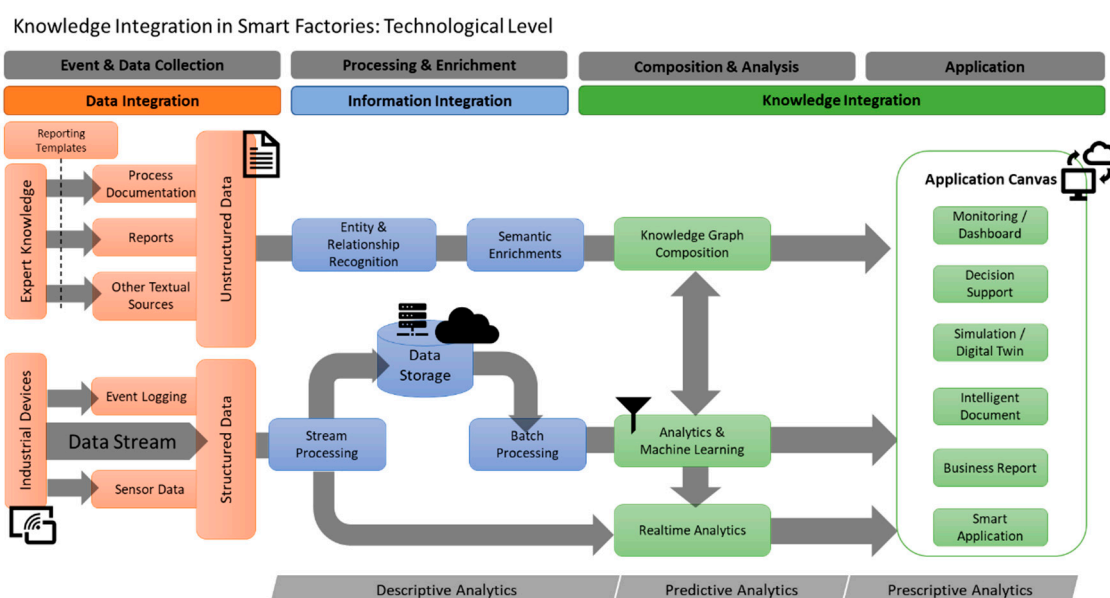 Knowledge Integration in Smart Factories: Technological Level
Event & Data Collection
Processing & Enrichment
Composition & Analysis
Application
Data Integration
Information Integration
Knowledge Integration
Reporting
Templates
Expert Knowledge
Process
Documentation
Reports
Other Textual
Sources
Unstructured Data
Entity &
Relationship
Recognition
Semantic
Enrichments
Knowledge Graph
Composition
Industrial Devices
Event Logging
Data Stream
Sensor Data
Structured Data
Stream
Processing
Data
Storage
Batch
Processing
Analytics &
Machine Learning
Realtime Analytics
Application Canvas
Monitoring /
Dashboard
Decision
Support
Simulation /
Digital Twin
Intelligent
Document
Business Report
Smart
Application
Descriptive Analytics
Predictive Analytics
Prescriptive Analytics